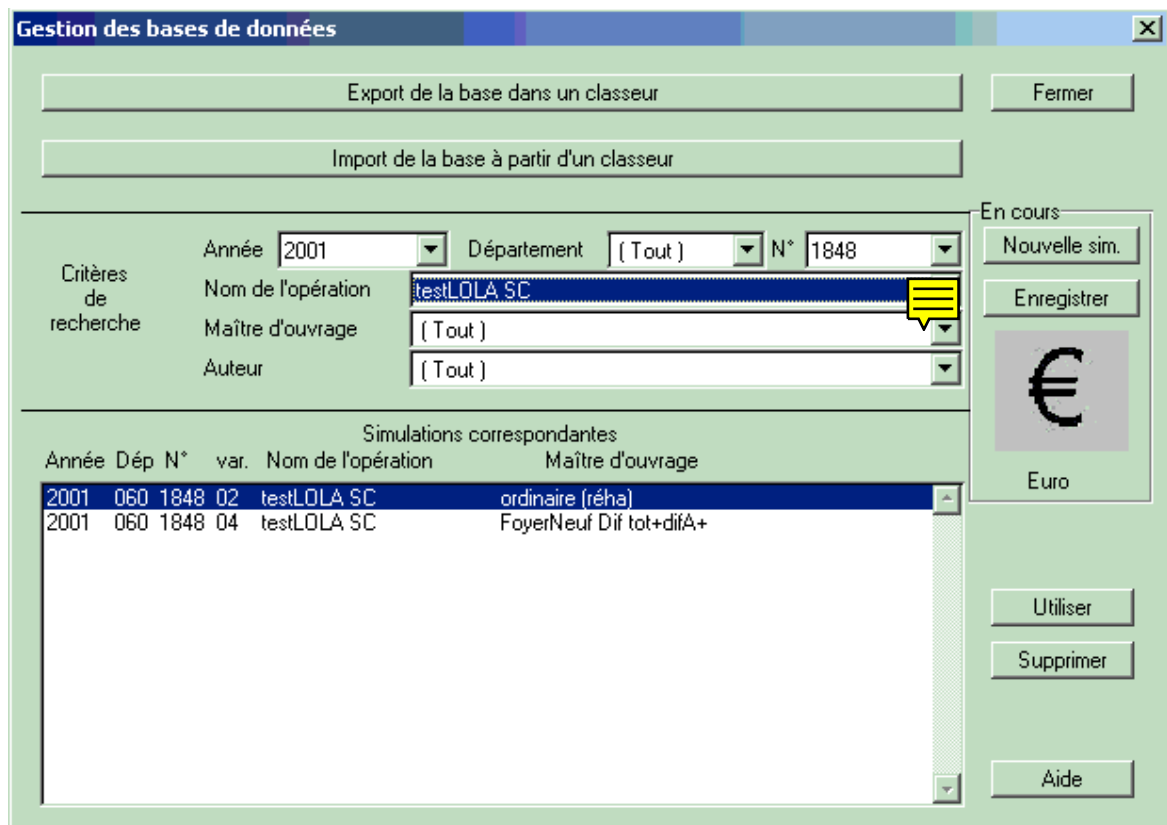 Gestion des bases de données
Export de la base dans un classeur
Fermer
Import de la base à partir d'un classeur
En cours
Année 2001 Département ( Tout ) N° 1848
Nouvelle sim.
Critères
de
recherche
Nom de l'opération testLOLA SC
Enregistrer
Maître d'ouvrage ( Tout )
Auteur ( Tout )
€
Euro
Simulations correspondantes
Année Dép N° var. Nom de l'opération Maître d'ouvrage
2001 060 1848 02 testLOLA SC ordinaire (réha)
2001 060 1848 04 testLOLA SC FoyerNeuf Dif tot+difA+
Utiliser
Supprimer
Aide